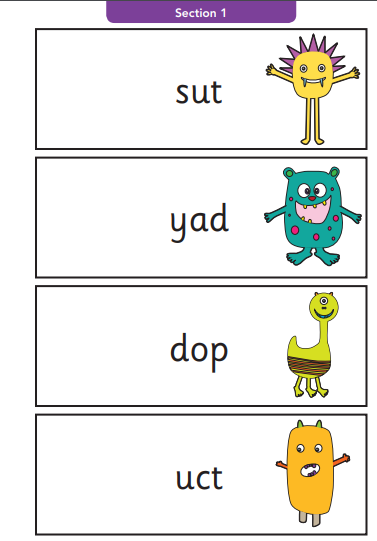 Section 1
sut
yad
dop
uct